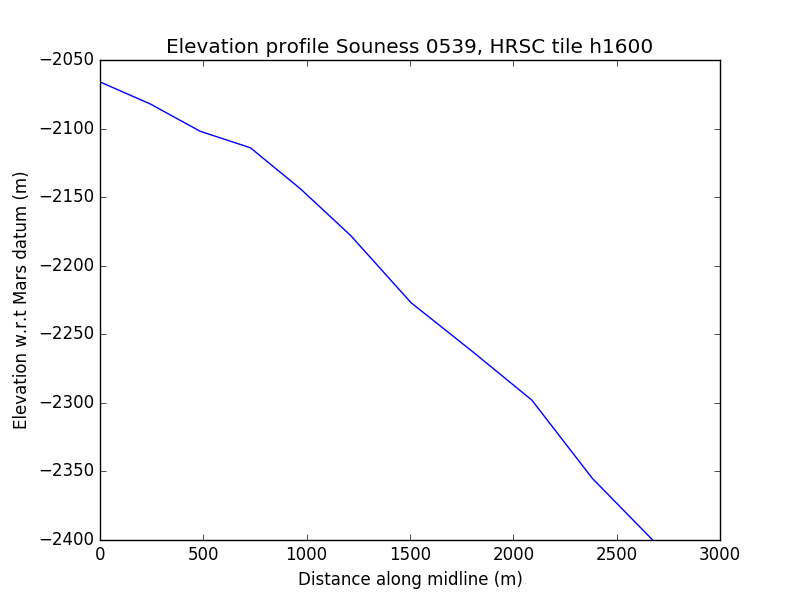 Elevation profile Souness 0539, HRSC tile h1600
−2050
−2100
−2150
−2200
−2250
−2300
−2350
−2400
Elevation w.r.t Mars datum (m)
0 500 1000 1500 2000 2500 3000
Distance along midline (m)